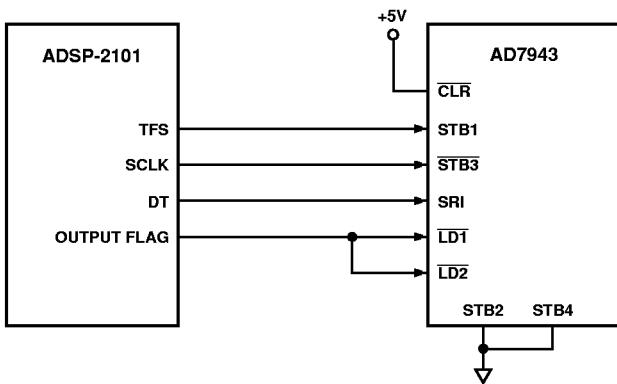 +5V
ADSP-2101
AD7943
CLR
TFS
STB1
SCLK
STB3
DT
SRI
OUTPUT FLAG
LD1
LD2
STB2 STB4